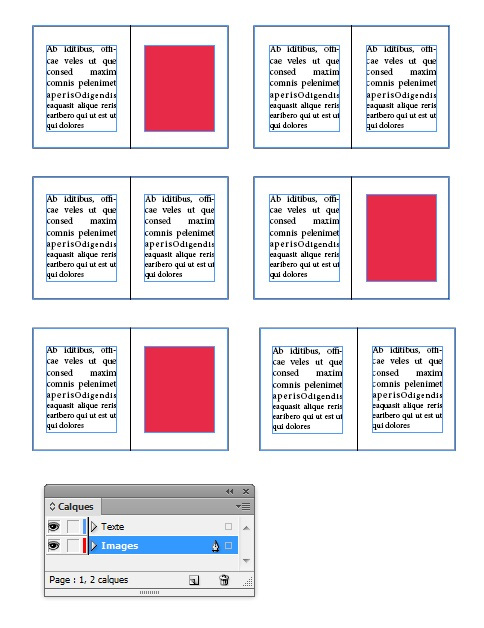 Ab iditibus, offi-
cae veles ut que
consed maxim
comnis pelenimet
aperisOdigendis
eaquasit alique reris
earibero qui ut est ut
qui dolores
Ab iditibus, offi-
cae veles ut que
consed maxim
comnis pelenimet
aperisOdigendis
eaquasit alique reris
earibero qui ut est ut
qui dolores
Ab iditibus, offi-
cae veles ut que
consed maxim
comnis pelenimet
aperisOdigendis
eaquasit alique reris
earibero qui ut est ut
qui dolores
Ab iditibus, offi-
cae veles ut que
consed maxim
comnis pelenimet
aperisOdigendis
eaquasit alique reris
earibero qui ut est ut
qui dolores
Ab iditibus, offi-
cae veles ut que
consed maxim
comnis pelenimet
aperisOdigendis
eaquasit alique reris
earibero qui ut est ut
qui dolores
Ab iditibus, offi-
cae veles ut que
consed maxim
comnis pelenimet
aperisOdigendis
eaquasit alique reris
earibero qui ut est ut
qui dolores
Ab iditibus, offi-
cae veles ut que
consed maxim
comnis pelenimet
aperisOdigendis
eaquasit alique reris
earibero qui ut est ut
qui dolores
Ab iditibus, offi-
cae veles ut que
consed maxim
comnis pelenimet
aperisOdigendis
eaquasit alique reris
earibero qui ut est ut
qui dolores
Ab iditibus, offi-
cae veles ut que
consed maxim
comnis pelenimet
aperisOdigendis
eaquasit alique reris
earibero qui ut est ut
qui dolores
Calques
Texte
Images
Page : 1, 2 calques